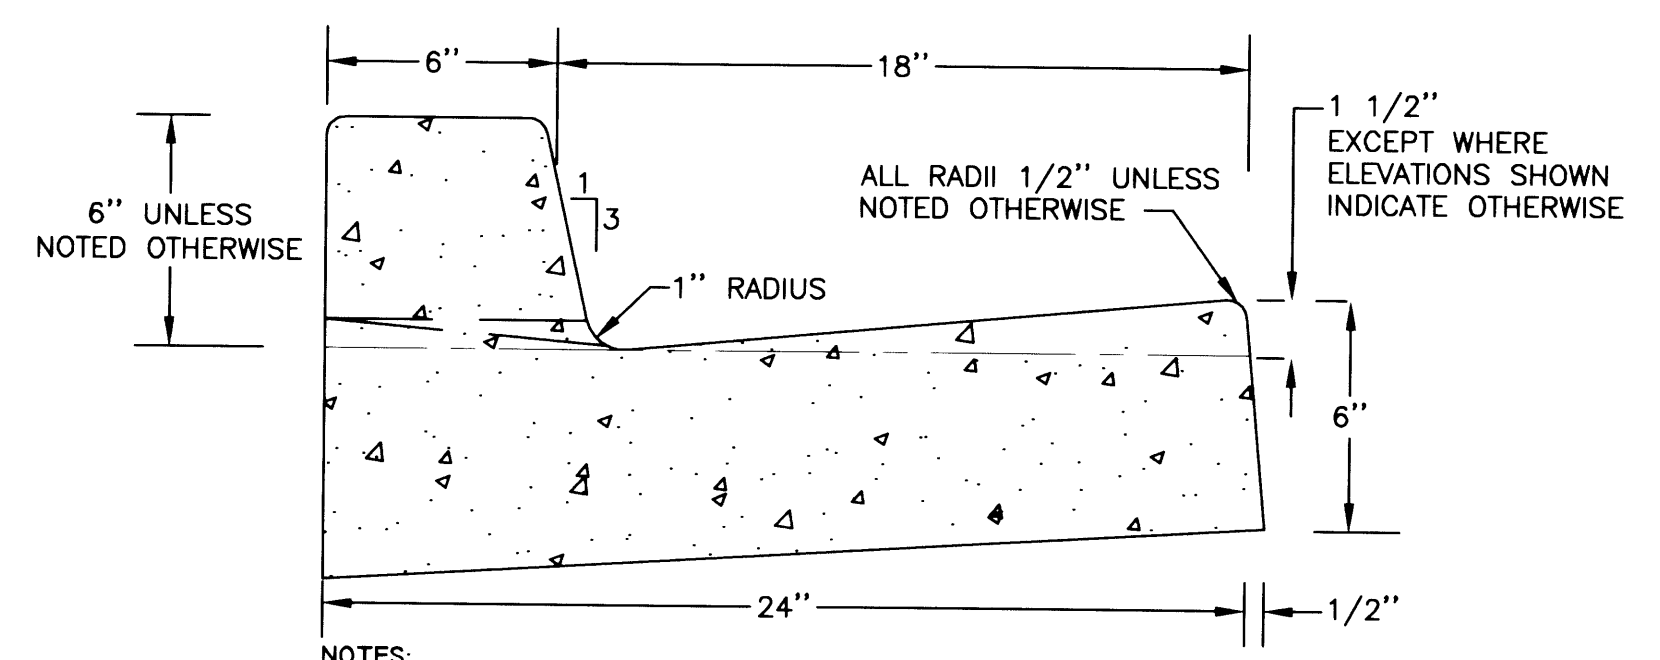 6"
18"
1 1/2"
EXCEPT WHERE
ELEVATIONS SHOWN
INDICATE OTHERWISE
ALL RADII 1/2" UNLESS
NOTED OTHERWISE
1
3
6" UNLESS
NOTED OTHERWISE
1" RADIUS
6"
24"
1/2"
NOTES: